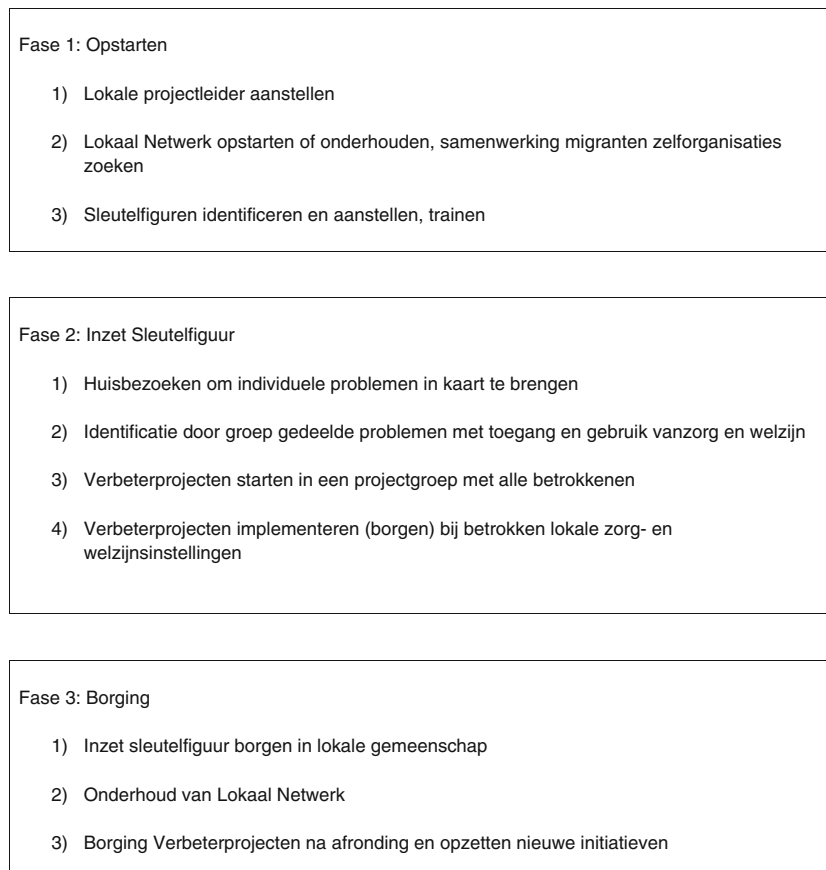 Fase 1: Opstarten
1) Lokale projectleider aanstellen
2) Lokaal Netwerk opstarten of onderhouden, samenwerking migranten zelforganisaties
zoeken
3) Sleutelfiguren identificeren en aanstellen, trainen
Fase 2: Inzet Sleutelfiguur
1) Huisbezoeken om individuele problemen in kaart te brengen
2) Identificatie door groep gedeelde problemen met toegang en gebruik vanzorg en welzijn
3) Verbeterprojecten starten in een projectgroep met alle betrokkenen
4) Verbeterprojecten implementeren (borgen) bij betrokken lokale zorg- en
welzijnsinstellingen
Fase 3: Borging
1) Inzet sleutelfiguur borgen in lokale gemeenschap
2) Onderhoud van Lokaal Netwerk
3) Borging Verbeterprojecten na afronding en opzetten nieuwe initiatieven